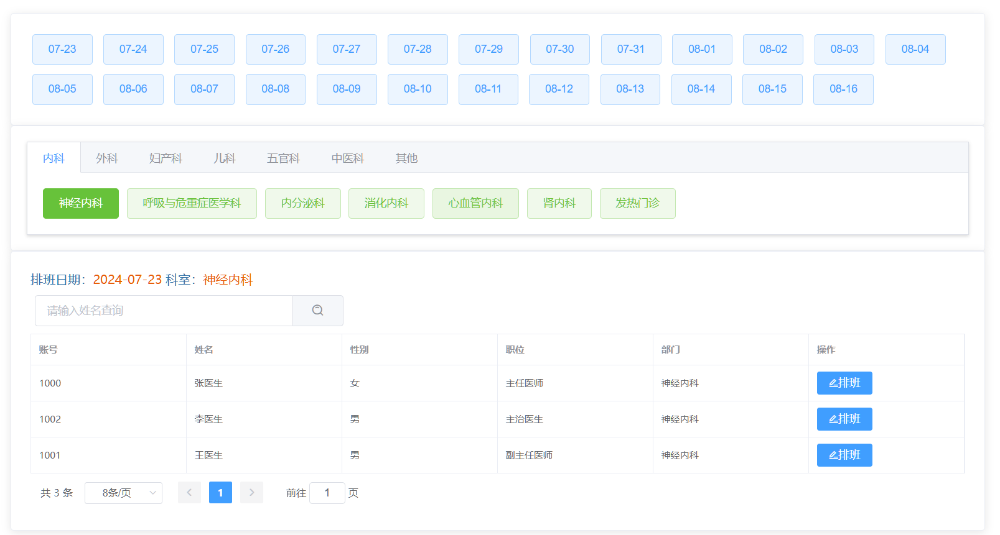 07-23 07-24 07-25 07-26 07-27 07-28 07-29 07-30 07-31 08-01 08-02 08-03 08-04
08-05 08-06 08-07 08-08 08-09 08-10 08-11 08-12 08-13 08-14 08-15 08-16
内科 外科 妇产科 儿科 五官科 中医科 其他
神经内科 呼吸与危重症医学科 内分泌科 消化内科 心血管内科 肾内科 发热门诊
排班日期：2024-07-23 科室：神经内科
请输入姓名查询
账号 姓名 性别 职位 部门 操作
1000 张医生 女 主任医师 神经内科 排班
1002 李医生 男 主治医生 神经内科 排班
1001 王医生 男 副主任医师 神经内科 排班
共 3 条 8条/页 1 前往 1 页